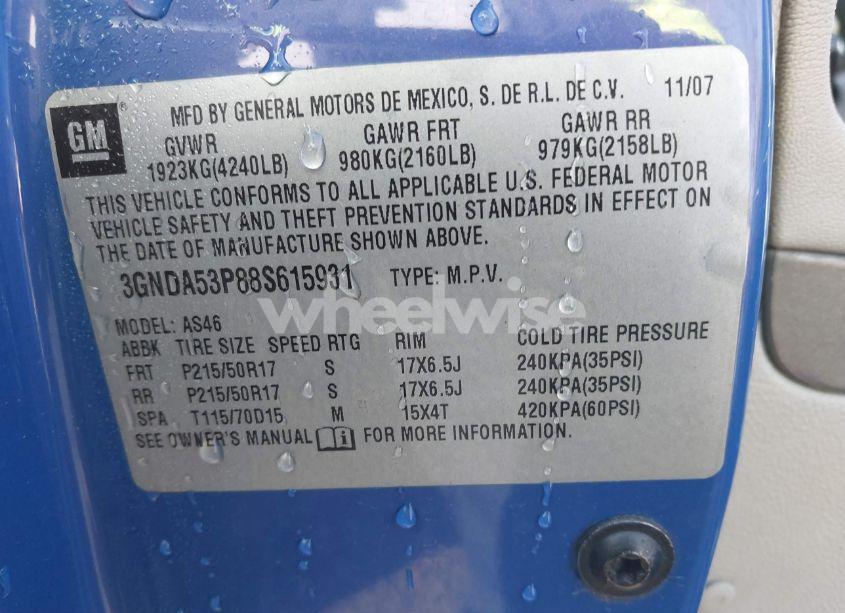 GM
MFD BY GENERAL MOTORS DE MEXICO, S. DE R.L. DE C.V. 11/07
GVWR GAWR FRT GAWR RR
1923KG(4240LB) 980KG(2160LB) 979KG(2158LB)
THIS VEHICLE CONFORMS TO ALL APPLICABLE U.S. FEDERAL MOTOR
VEHICLE SAFETY AND THEFT PREVENTION STANDARDS IN EFFECT ON
THE DATE OF MANUFACTURE SHOWN ABOVE.
3GNDA53P88S615931 TYPE: M.P.V.
wheelwise
MODEL: AS46
ABBK TIRE SIZE SPEED RTG RIM COLD TIRE PRESSURE
FRT P215/50R17 S 17X6.5J 240KPA(35PSI)
RR P215/50R17 S 17X6.5J 240KPA(35PSI)
SPA T115/70D15 M 15X4T 420KPA(60PSI)
SEE OWNER'S MANUAL FOR MORE INFORMATION.